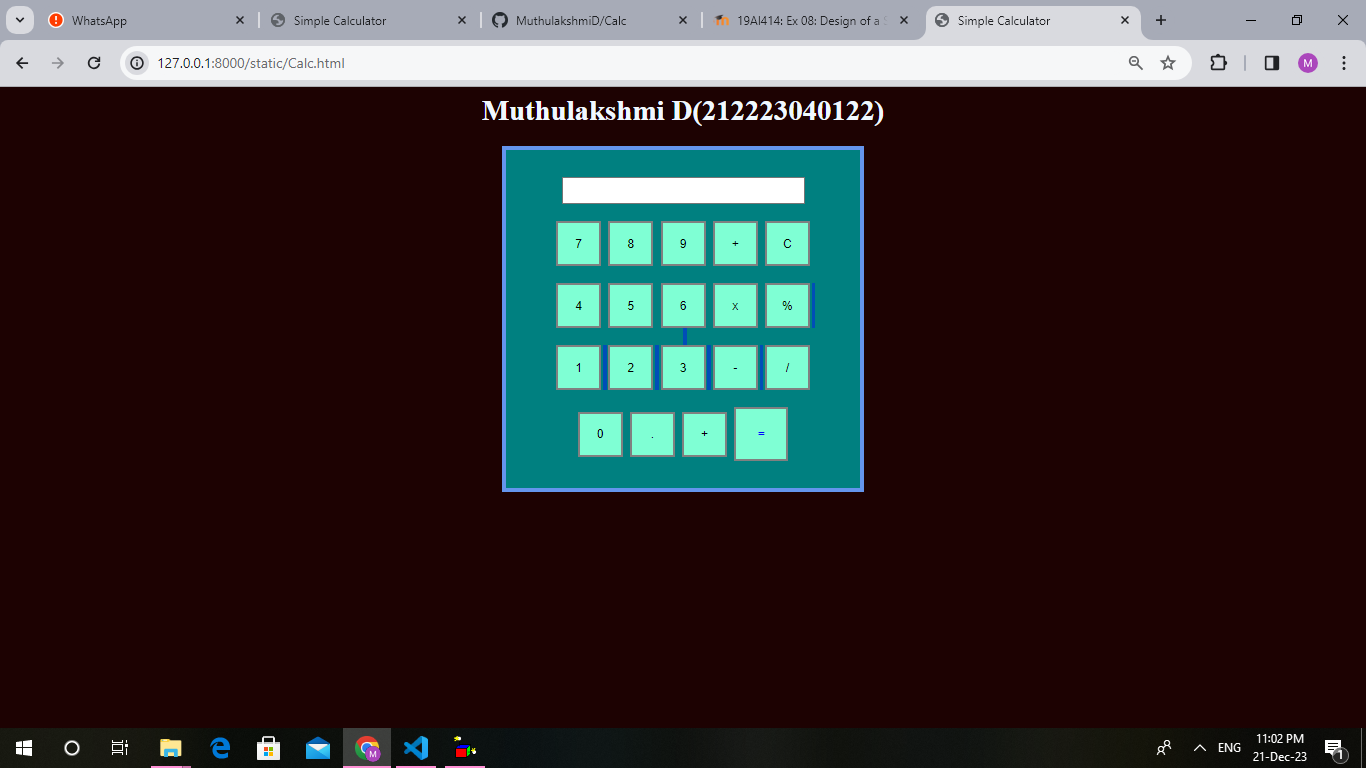 WhatsApp
Simple Calculator
MuthulakshmiD/Calc
19AI414: Ex 08: Design of a S
Simple Calculator
127.0.0.1:8000/static/Calc.html
M
Muthulakshmi D(212223040122)
7 8 9 + C
4 5 6 x %
1 2 3 - /
0 . + =
M
ENG
11:02 PM
21-Dec-23
1